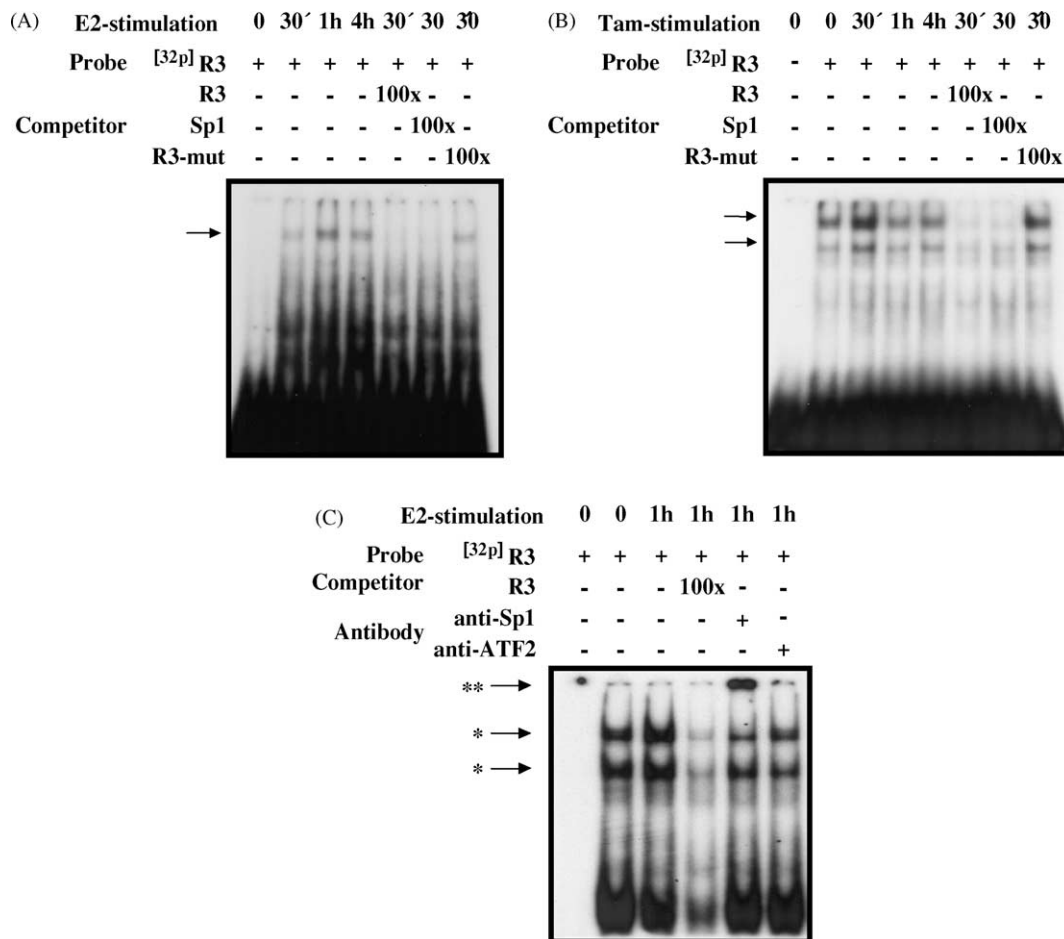 (A) E2-stimulation 0 30´ 1h 4h 30´ 30 30
Probe [32p] R3 + + + + + + +
R3 - - - - 100x - -
Competitor Sp1 - - - - - 100x -
R3-mut - - - - - - 100x
(B) Tam-stimulation 0 0 30´ 1h 4h 30´ 30 30
Probe [32p] R3 - + + + + + + +
R3 - - - - - 100x - -
Competitor Sp1 - - - - - - 100x -
R3-mut - - - - - - - 100x
(C) E2-stimulation 0 0 1h 1h 1h 1h
Probe [32p] R3 + + + + + +
Competitor R3 - - - 100x - -
Antibody anti-Sp1 - - - - + -
anti-ATF2 - - - - - +
**
*
*